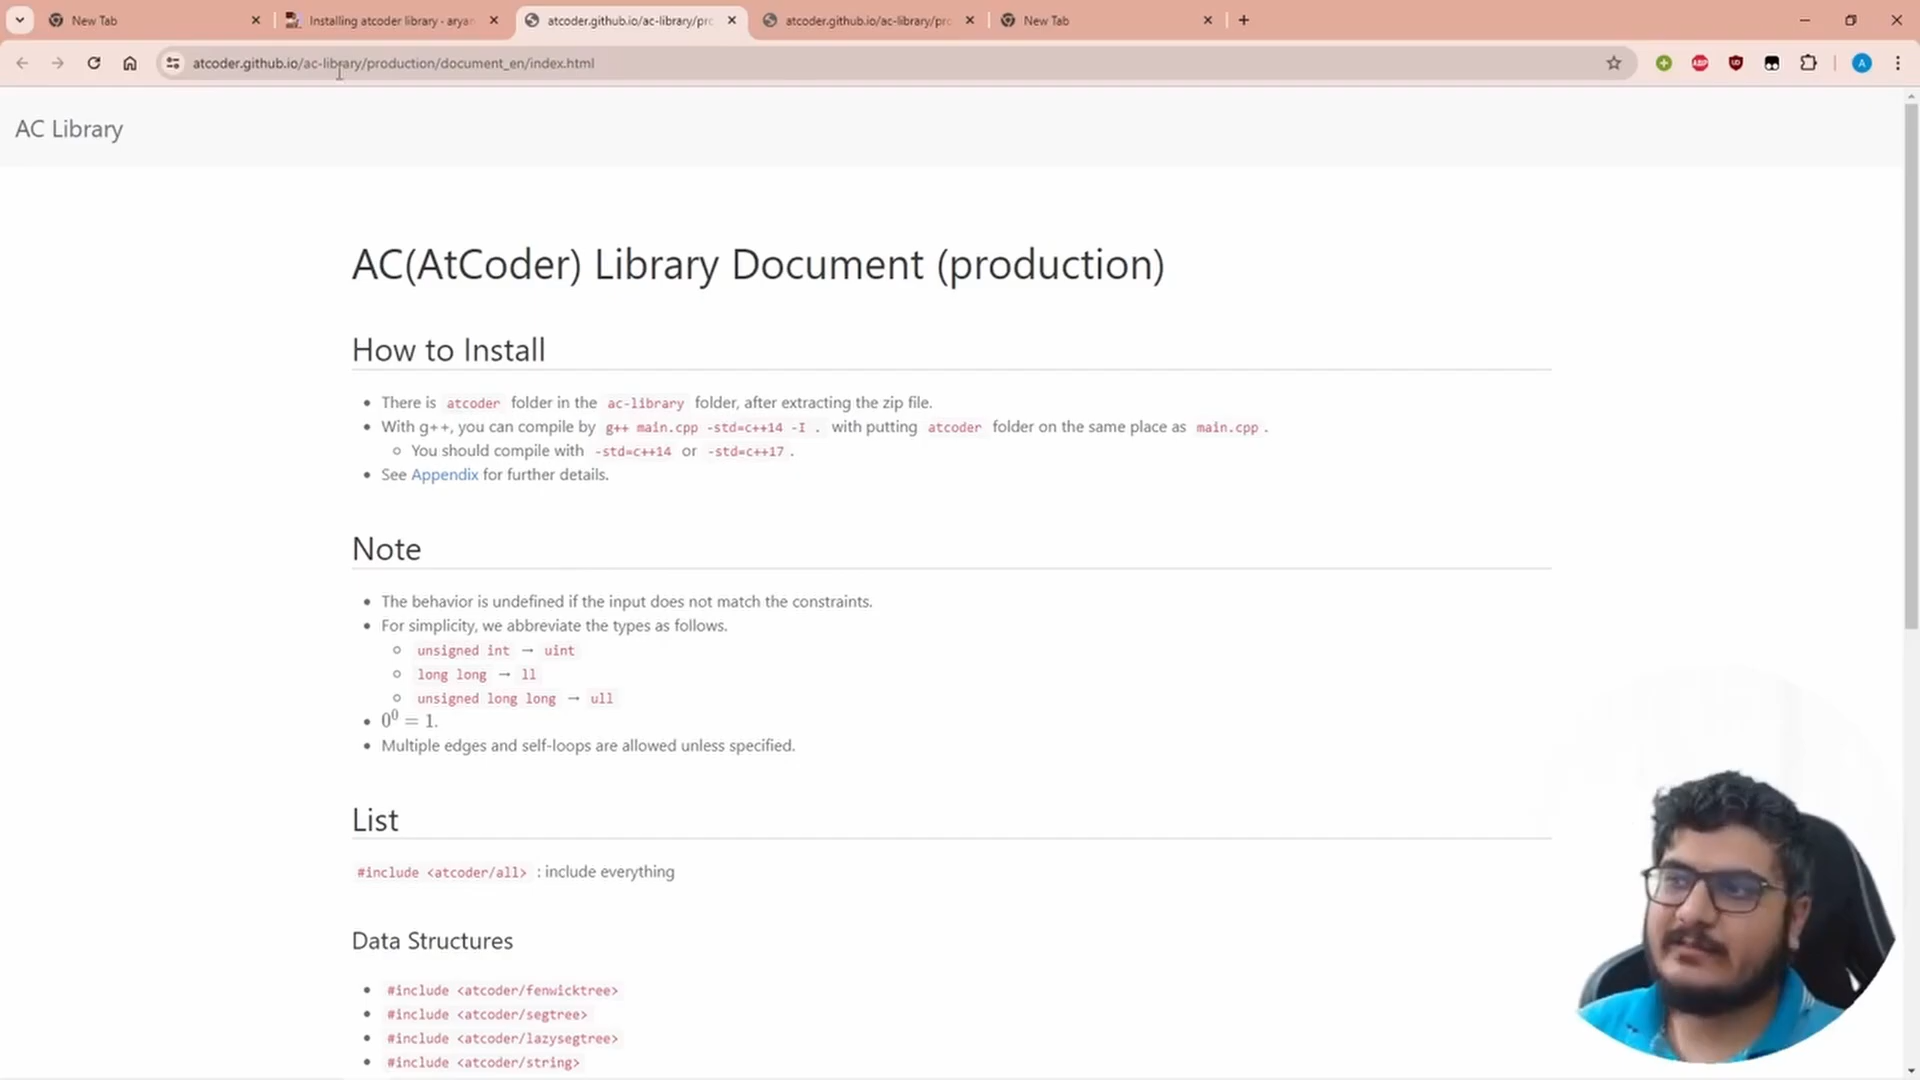 New Tab
Installing atcoder library - aryan
atcoder.github.io/ac-library/pro
atcoder.github.io/ac-library/pro
New Tab
atcoder.github.io/ac-library/production/document_en/index.html
AC Library
AC(AtCoder) Library Document (production)
How to Install
There is atcoder folder in the ac-library folder, after extracting the zip file.
With g++, you can compile by g++ main.cpp -std=c++14 -I . with putting atcoder folder on the same place as main.cpp .
You should compile with -std=c++14 or -std=c++17 .
See Appendix for further details.
Note
The behavior is undefined if the input does not match the constraints.
For simplicity, we abbreviate the types as follows.
unsigned int → uint
long long → ll
unsigned long long → ull
0⁰ = 1.
Multiple edges and self-loops are allowed unless specified.
List
#include <atcoder/all> : include everything
Data Structures
#include <atcoder/fenwicktree>
#include <atcoder/segtree>
#include <atcoder/lazysegtree>
#include <atcoder/string>